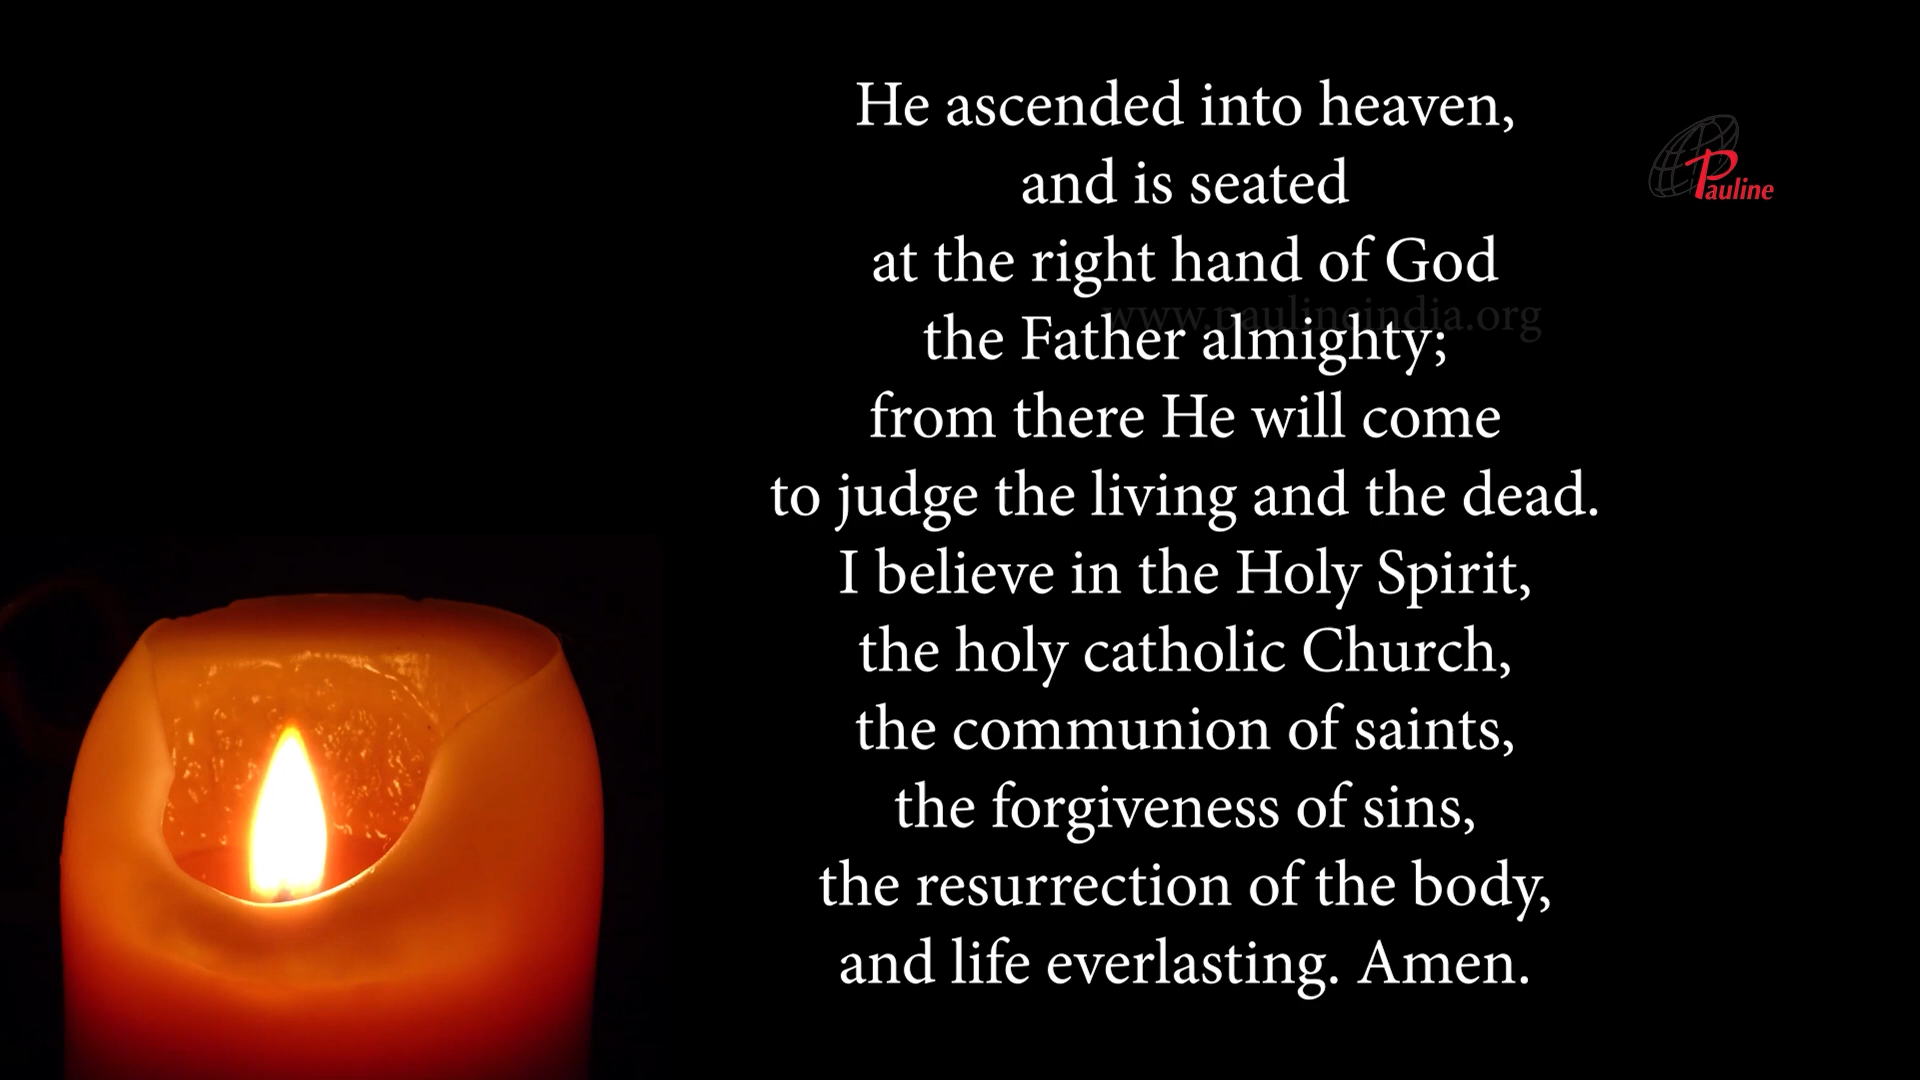 He ascended into heaven,
and is seated
at the right hand of God
the Father almighty;
from there He will come
to judge the living and the dead.
I believe in the Holy Spirit,
the holy catholic Church,
the communion of saints,
the forgiveness of sins,
the resurrection of the body,
and life everlasting. Amen.
Pauline
www.paulineindia.org